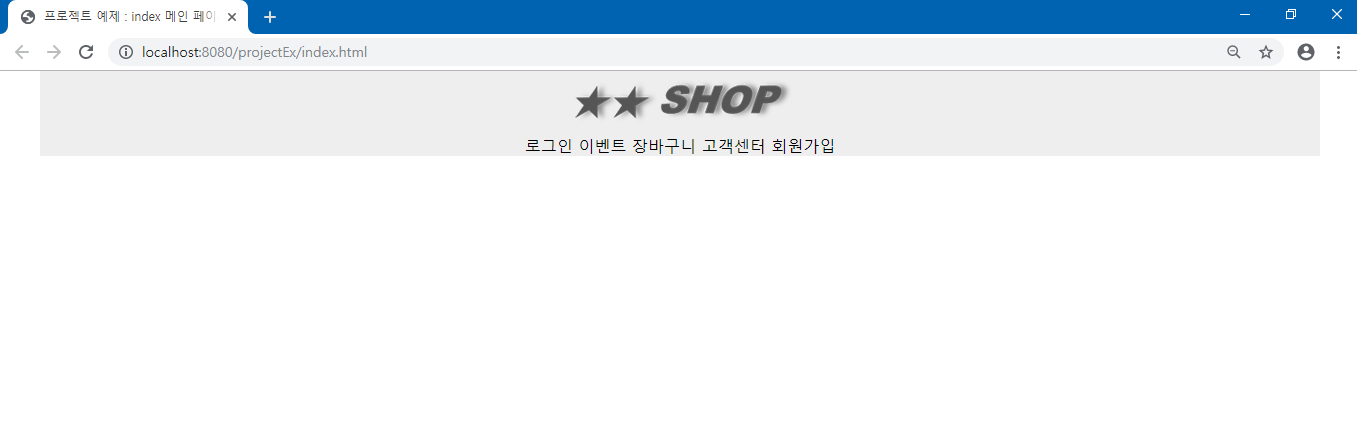 프로젝트 예제 : index 메인 페이
localhost:8080/projectEx/index.html
★★ SHOP
로그인 이벤트 장바구니 고객센터 회원가입